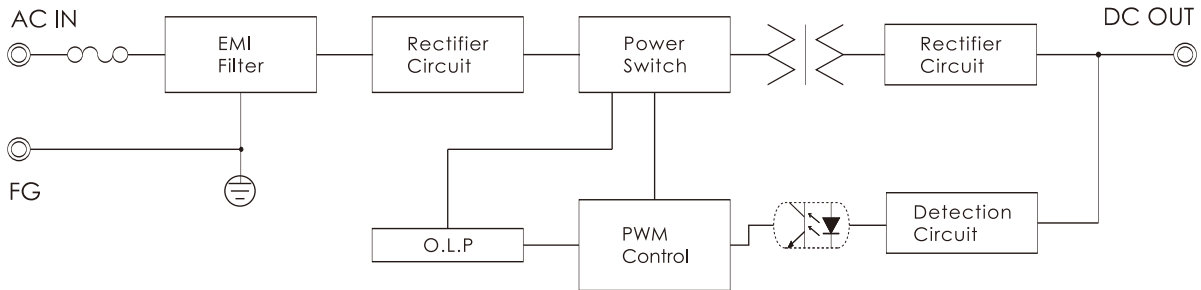 AC IN
DC OUT
EMI
Filter
Rectifier
Circuit
Power
Switch
Rectifier
Circuit
FG
O.L.P
PWM
Control
Detection
Circuit